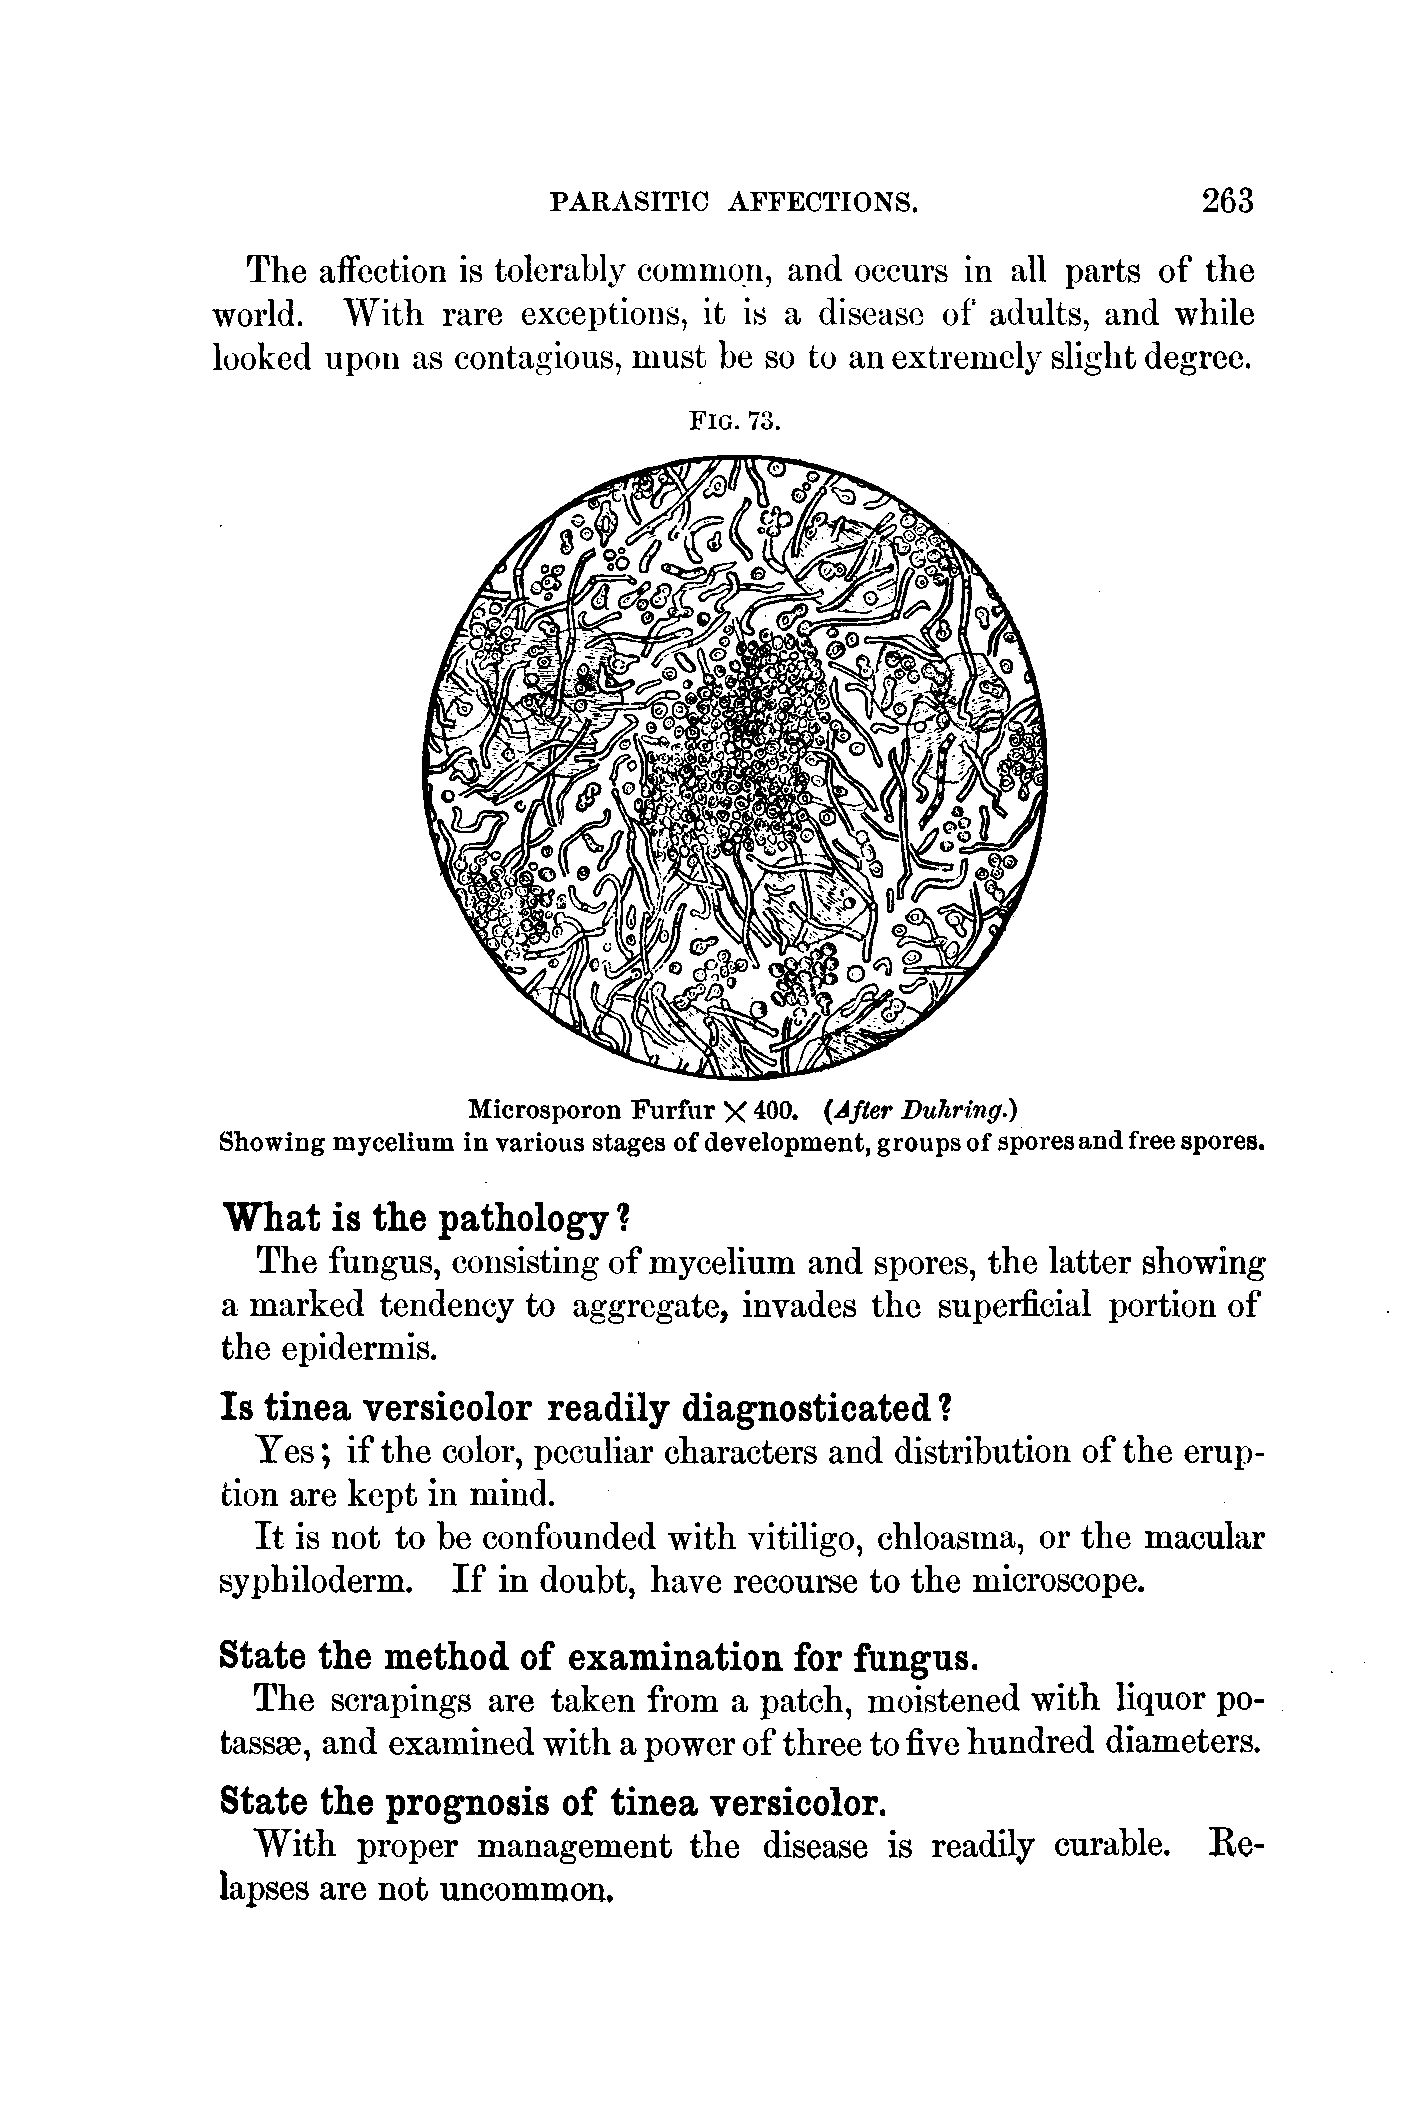 PARASITIC AFFECTIONS. 263
The affection is tolerably common, and occurs in all parts of the
world. With rare exceptions, it is a disease of adults, and while
looked upon as contagious, must be so to an extremely slight degree.
FIG. 73.
Microsporon Furfur X 400. (After Duhring.)
Showing mycelium in various stages of development, groups of spores and free spores.
What is the pathology?
The fungus, consisting of mycelium and spores, the latter showing
a marked tendency to aggregate, invades the superficial portion of
the epidermis.
Is tinea versicolor readily diagnosticated?
Yes; if the color, peculiar characters and distribution of the erup-
tion are kept in mind.
It is not to be confounded with vitiligo, chloasma, or the macular
syphiloderm. If in doubt, have recourse to the microscope.
State the method of examination for fungus.
The scrapings are taken from a patch, moistened with liquor po-
tassæ, and examined with a power of three to five hundred diameters.
State the prognosis of tinea versicolor.
With proper management the disease is readily curable. Re-
lapses are not uncommon.